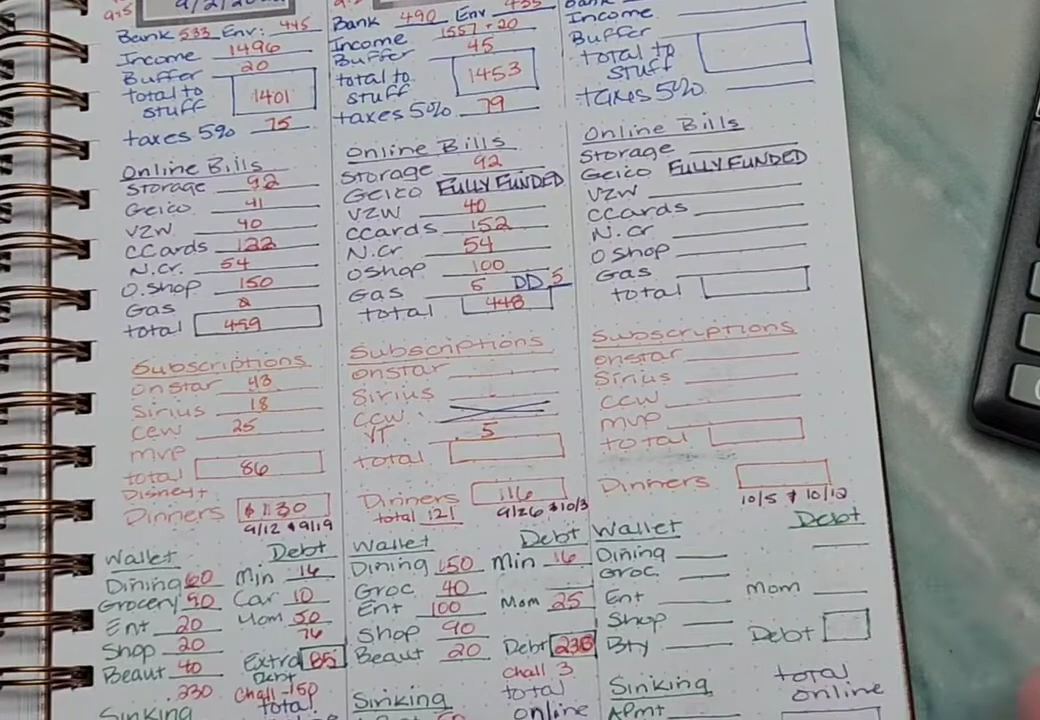 9/2/20
Bank 533 Env: 445
Income 1496
Buffer 20
total to stuff 1401
taxes 5% 75
Online Bills
Storage 92
Geico 41
VZW 40
CCards 122
N.Cr. 54
O.shop 150
Gas
total 499
Subscriptions
onstar 43
Sirius 18
CCW 25
mvp
total 86
Disney+
Dinners $130
9/12 & 9/19
Wallet Debt
Dining 60 Min 16
Grocery 90 Car 10
Ent 20 Mom 50
Shop 20 76
Beaut 40 Extra Debt 85
230 Chall-15p
Sinking total
Bank 490 Env 435
Income 1557+20
Buffer 45
total to stuff 1453
taxes 5% 79
Online Bills
Storage 92
Geico FULLY FUNDED
VZW 40
CCards 152
N.Cr 54
OShop 100
Gas 5 DD 5
total 448
Subscriptions
onstar
Sirius
CCW
YT 5
total
Dinners 116
total 121 9/26 & 10/3
Wallet Debt
Dining 150 Min 16
Groc 40
Ent 100 Mom 25
Shop 90
Beaut 20 Debt 238
Chall 3
Sinking total
online
Income
Buffer
total to stuff
taxes 5%
Online Bills
Storage
Geico FULLY FUNDED
VZW
CCards
N.Cr
O Shop
Gas
total
Subscriptions
onstar
Sirius
CCW
mvp
total
Dinners
10/5 & 10/12
Wallet Debt
Dining
Groc
Ent Mom
Shop
Bty Debt
Sinking total
APmt online